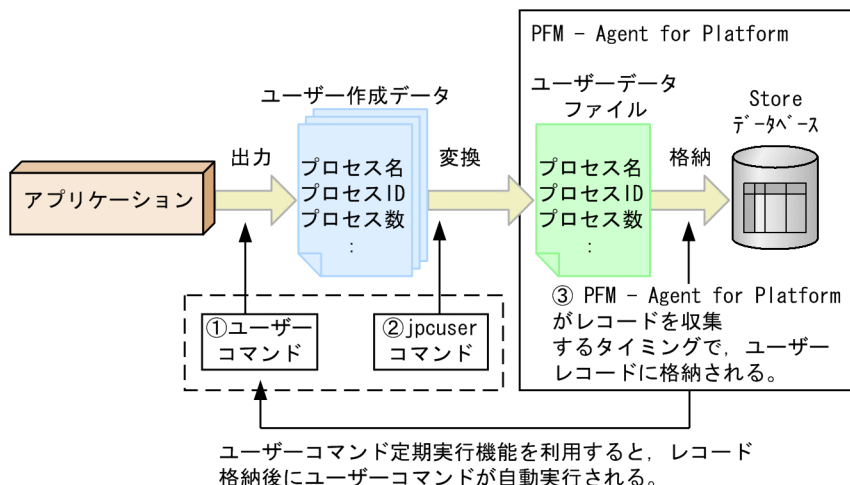 PFM - Agent for Platform
ユーザー作成データ
ユーザーデータ
ファイル
Store
ﾃﾞｰﾀﾍﾞｰｽ
出力
変換
格納
アプリケーション
プロセス名
プロセスID
プロセス数
:
プロセス名
プロセスID
プロセス数
:
①ユーザー
コマンド
②jpcuser
コマンド
③ PFM - Agent for Platform
がレコードを収集
するタイミングで，ユーザー
レコードに格納される。
ユーザーコマンド定期実行機能を利用すると，レコード
格納後にユーザーコマンドが自動実行される。